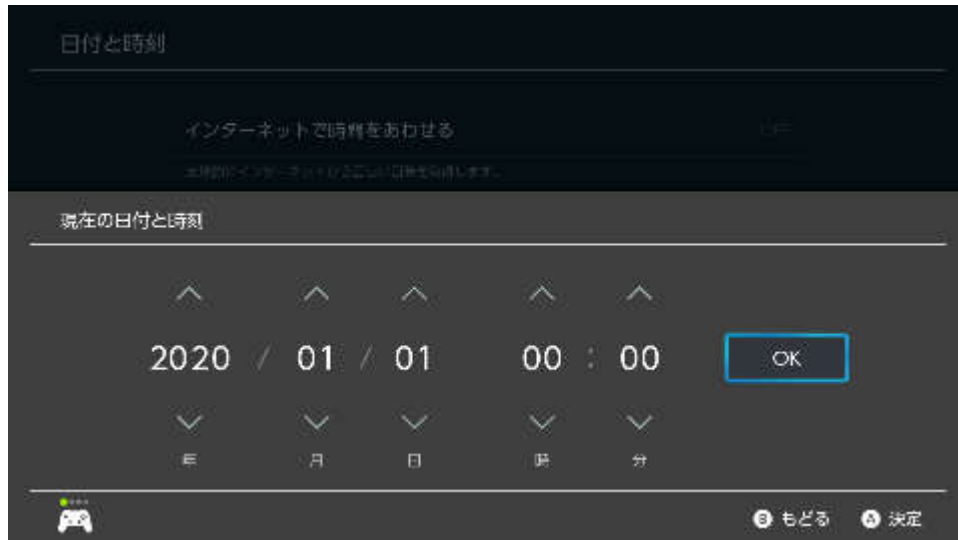 日付と時刻
インターネットで時刻をあわせる
現在の日付と時刻
2020 / 01 / 01 00 : 00 OK
年 月 日 時 分
B もどる A 決定